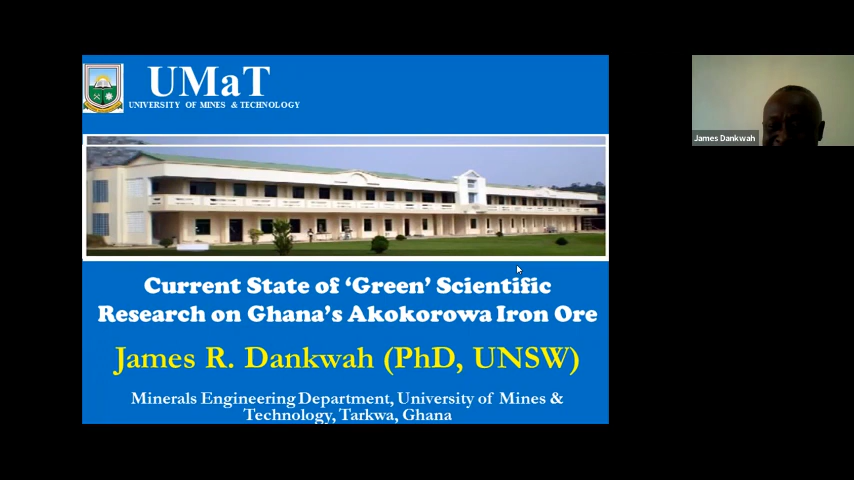 UMaT
UNIVERSITY OF MINES & TECHNOLOGY
James Dankwah
Current State of ‘Green’ Scientific
Research on Ghana’s Akokorowa Iron Ore
James R. Dankwah (PhD, UNSW)
Minerals Engineering Department, University of Mines &
Technology, Tarkwa, Ghana